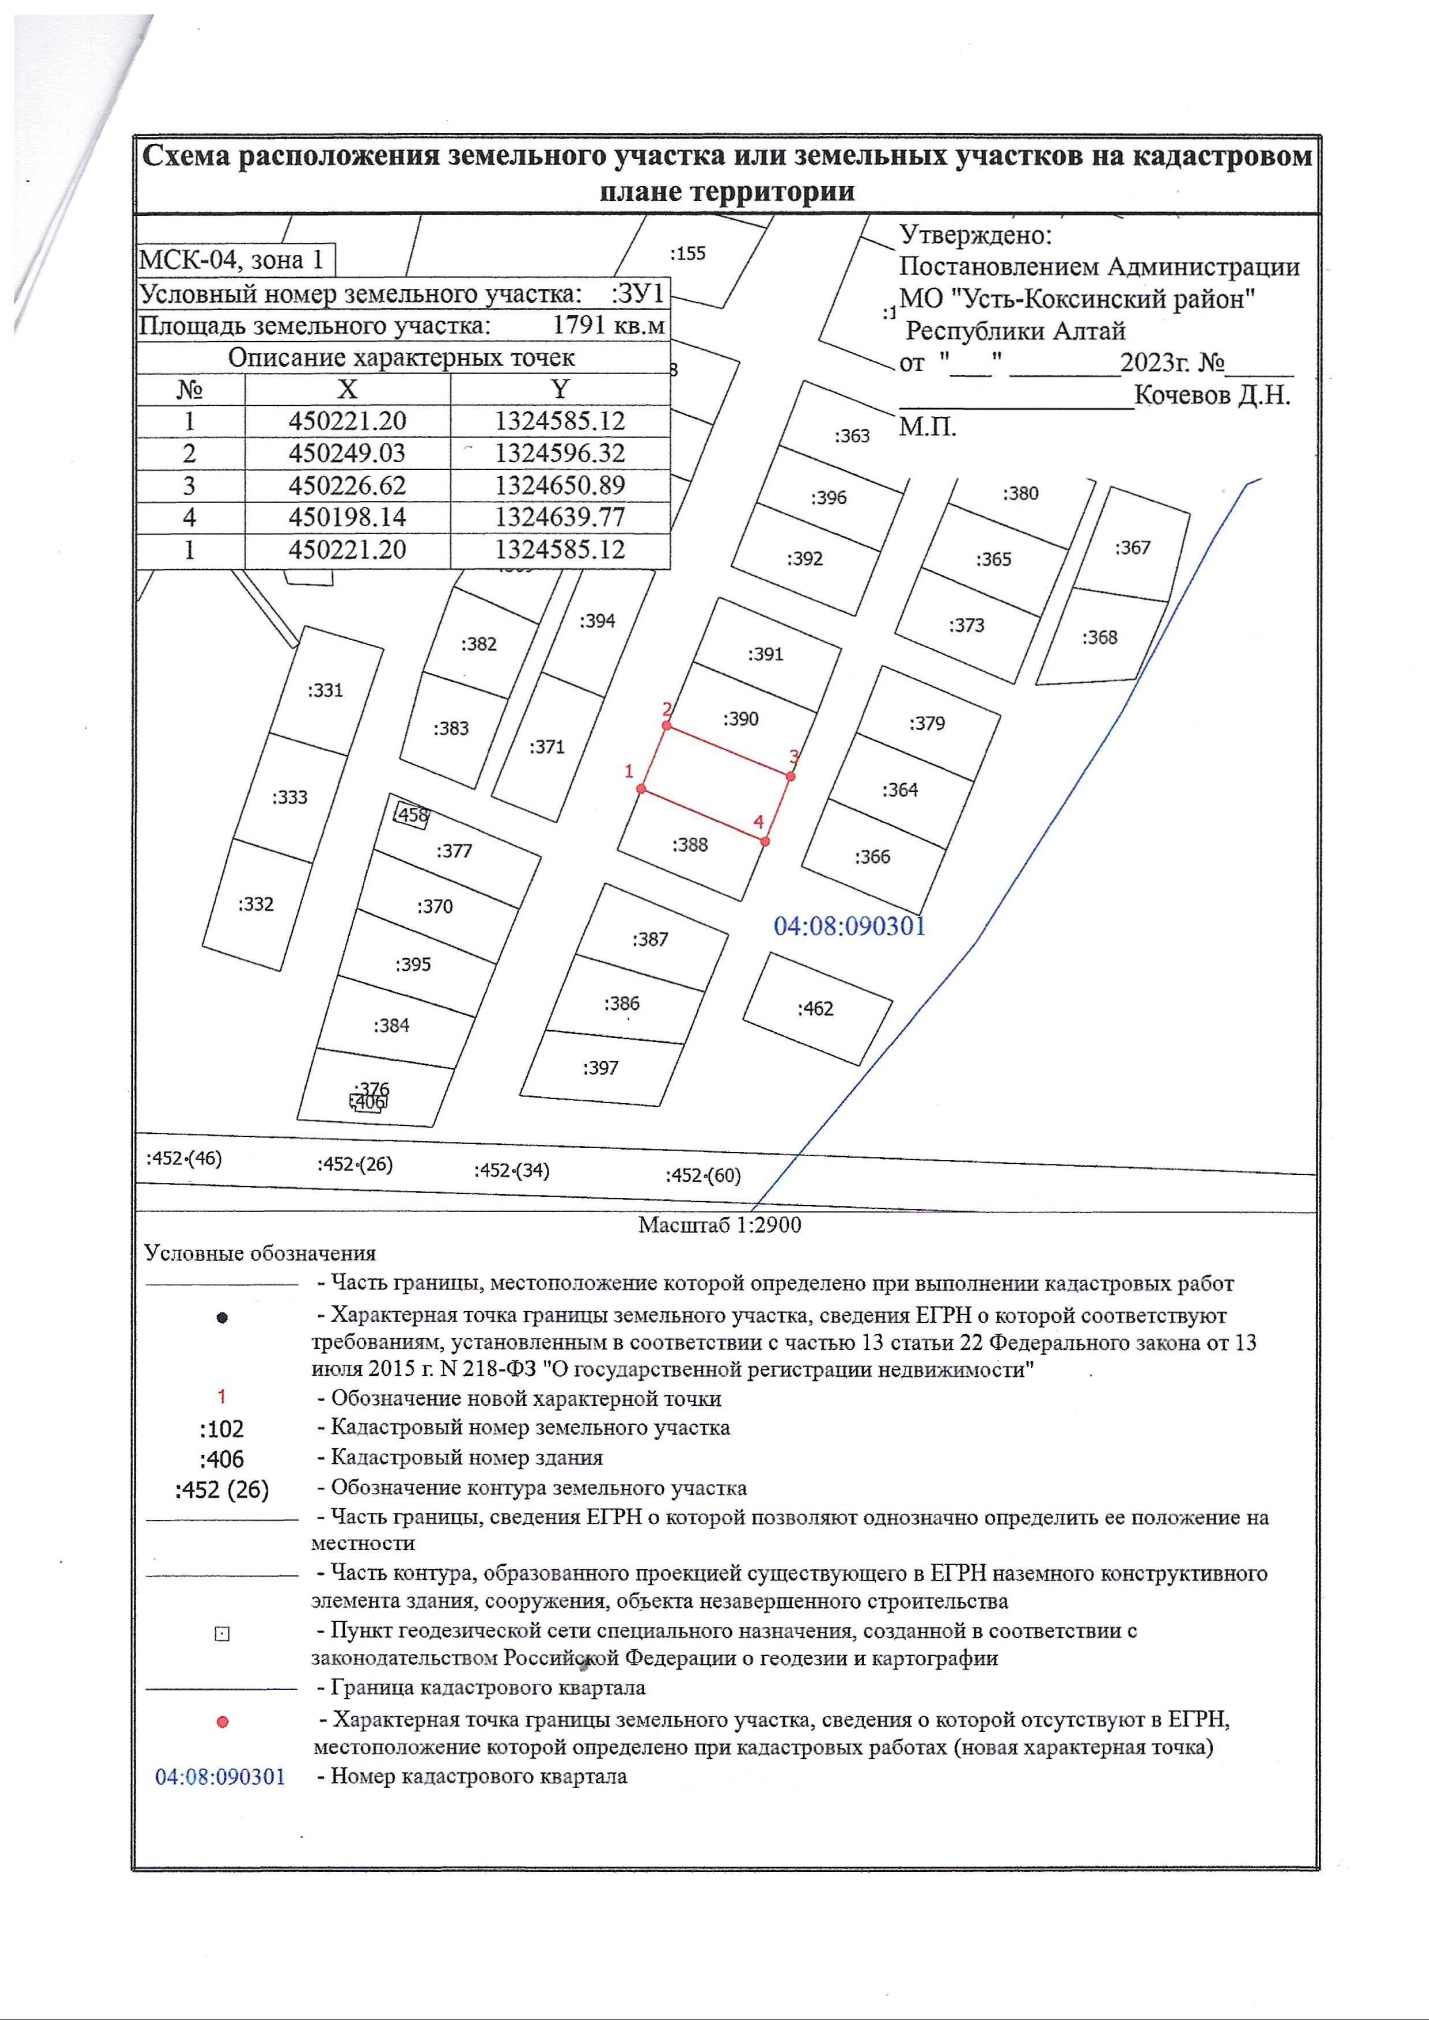 Схема расположения земельного участка или земельных участков на кадастровом
плане территории
МСК-04, зона 1
Условный номер земельного участка: :ЗУ1
Площадь земельного участка: 1791 кв.м
Описание характерных точек
№ X Y
1 450221.20 1324585.12
2 450249.03 1324596.32
3 450226.62 1324650.89
4 450198.14 1324639.77
1 450221.20 1324585.12
Утверждено:
Постановлением Администрации
МО "Усть-Коксинский район"
Республики Алтай
от "___" ________ 2023г. №_____
_________________Кочевов Д.Н.
М.П.
:155
:363
:396
:392
:380
:365
:373
:367
:368
:394
:382
:383
:371
:391
:390
:379
:364
:366
:331
:333
:332
2
3
1
4
:388
458
:377
:370
:395
:384
:376
:406
:387
:386
:397
04:08:090301
:462
:452(46)
:452(26)
:452(34)
:452(60)
Масштаб 1:2900
Условные обозначения
- Часть границы, местоположение которой определено при выполнении кадастровых работ
- Характерная точка границы земельного участка, сведения ЕГРН о которой соответствуют
требованиям, установленным в соответствии с частью 13 статьи 22 Федерального закона от 13
июля 2015 г. N 218-ФЗ "О государственной регистрации недвижимости"
1 - Обозначение новой характерной точки
:102 - Кадастровый номер земельного участка
:406 - Кадастровый номер здания
:452 (26) - Обозначение контура земельного участка
- Часть границы, сведения ЕГРН о которой позволяют однозначно определить ее положение на
местности
- Часть контура, образованного проекцией существующего в ЕГРН наземного конструктивного
элемента здания, сооружения, объекта незавершенного строительства
- Пункт геодезической сети специального назначения, созданной в соответствии с
законодательством Российской Федерации о геодезии и картографии
- Граница кадастрового квартала
- Характерная точка границы земельного участка, сведения о которой отсутствуют в ЕГРН,
местоположение которой определено при кадастровых работах (новая характерная точка)
04:08:090301 - Номер кадастрового квартала